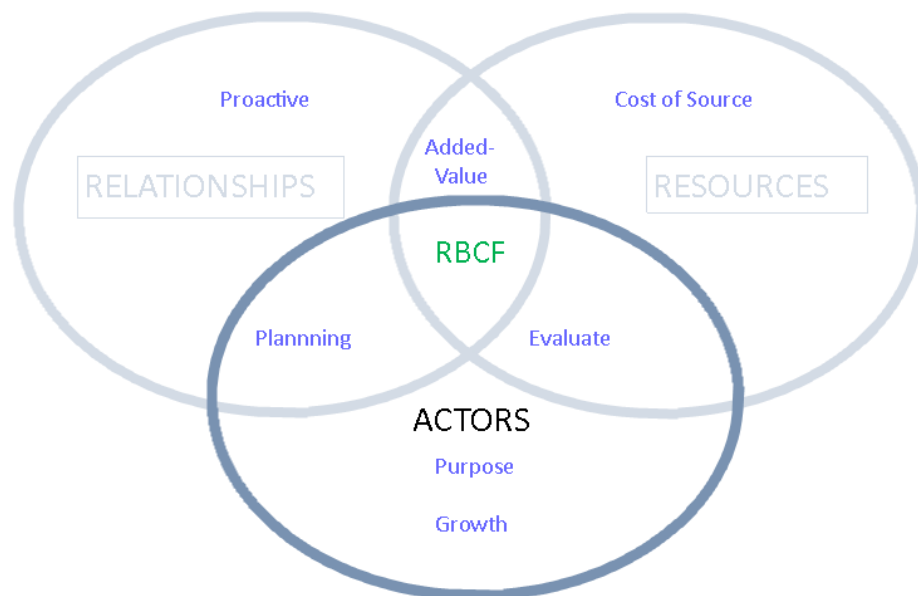 Proactive
Cost of Source
Added-
Value
RELATIONSHIPS
RESOURCES
RBCF
Plannning
Evaluate
ACTORS
Purpose
Growth